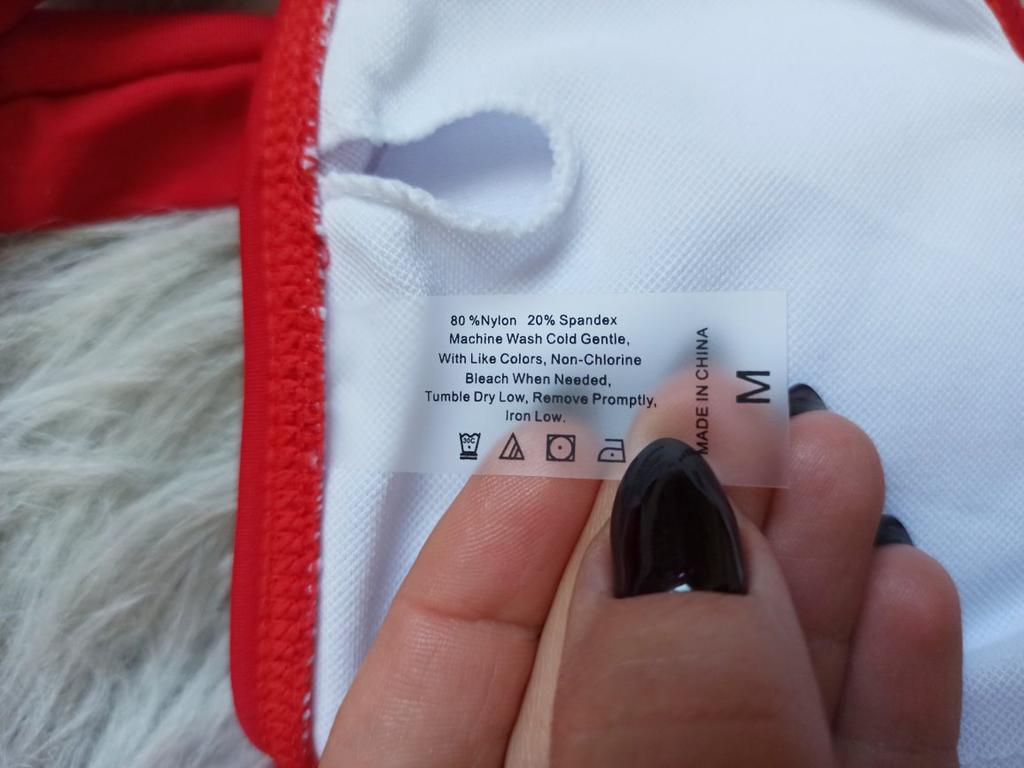 80 %Nylon 20% Spandex
Machine Wash Cold Gentle,
With Like Colors, Non-Chlorine
Bleach When Needed,
Tumble Dry Low, Remove Promptly,
Iron Low.
30C
MADE IN CHINA
M